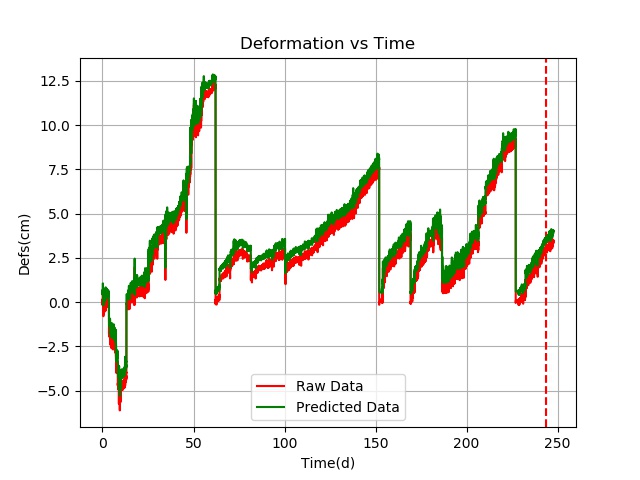 Deformation vs Time
12.5
10.0
7.5
5.0
2.5
0.0
−2.5
−5.0
Defs(cm)
Raw Data
Predicted Data
0 50 100 150 200 250
Time(d)